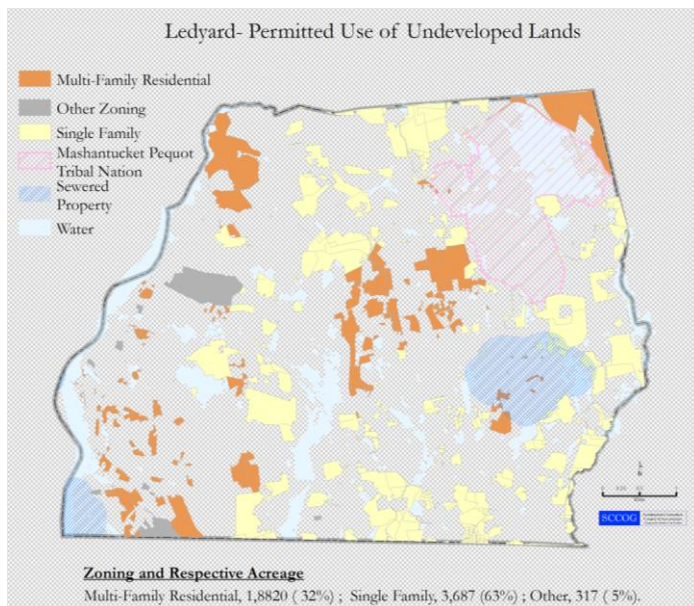 Ledyard- Permitted Use of Undeveloped Lands
Multi-Family Residential
Other Zoning
Single Family
Mashantucket Pequot
Tribal Nation
Sewered
Property
Water
SCCOG
Zoning and Respective Acreage
Multi-Family Residential, 1,8820 ( 32%) ; Single Family, 3,687 (63%) ; Other, 317 ( 5%).